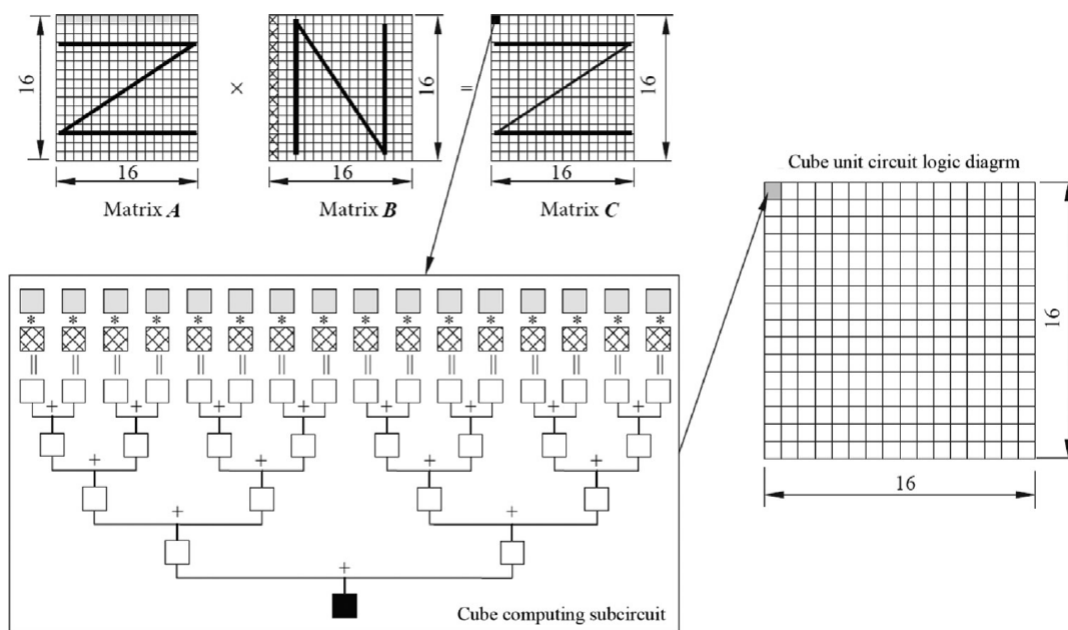 16
×
16
=
16
16
16
16
Matrix A
Matrix B
Matrix C
Cube unit circuit logic diagrm
* * * * * * * * * * * * * * * *
|| || || || || || || || || || || || || || || ||
+ + + + + + + +
+ + + +
+ +
+
16
16
Cube computing subcircuit